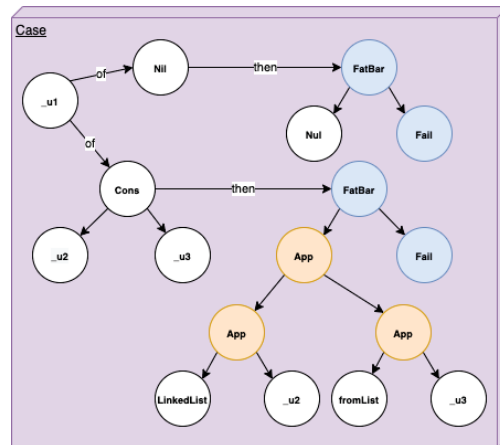 Case
Nil
then
FatBar
of
_u1
Nul
Fail
of
Cons
then
FatBar
_u2
_u3
App
Fail
App
App
LinkedList
_u2
fromList
_u3